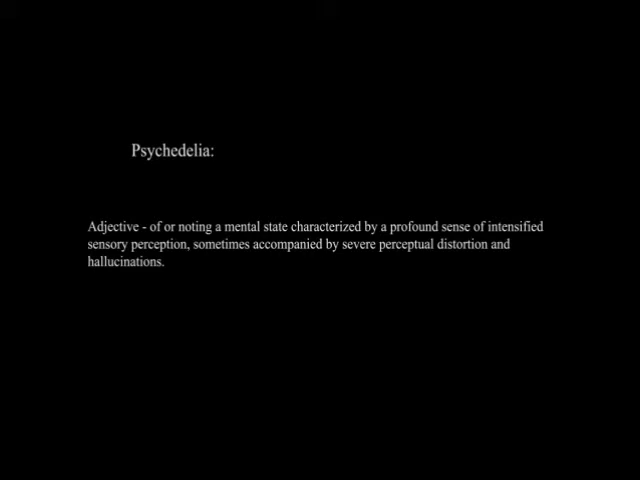 Psychedelia:
Adjective - of or noting a mental state characterized by a profound sense of intensified
sensory perception, sometimes accompanied by severe perceptual distortion and
hallucinations.